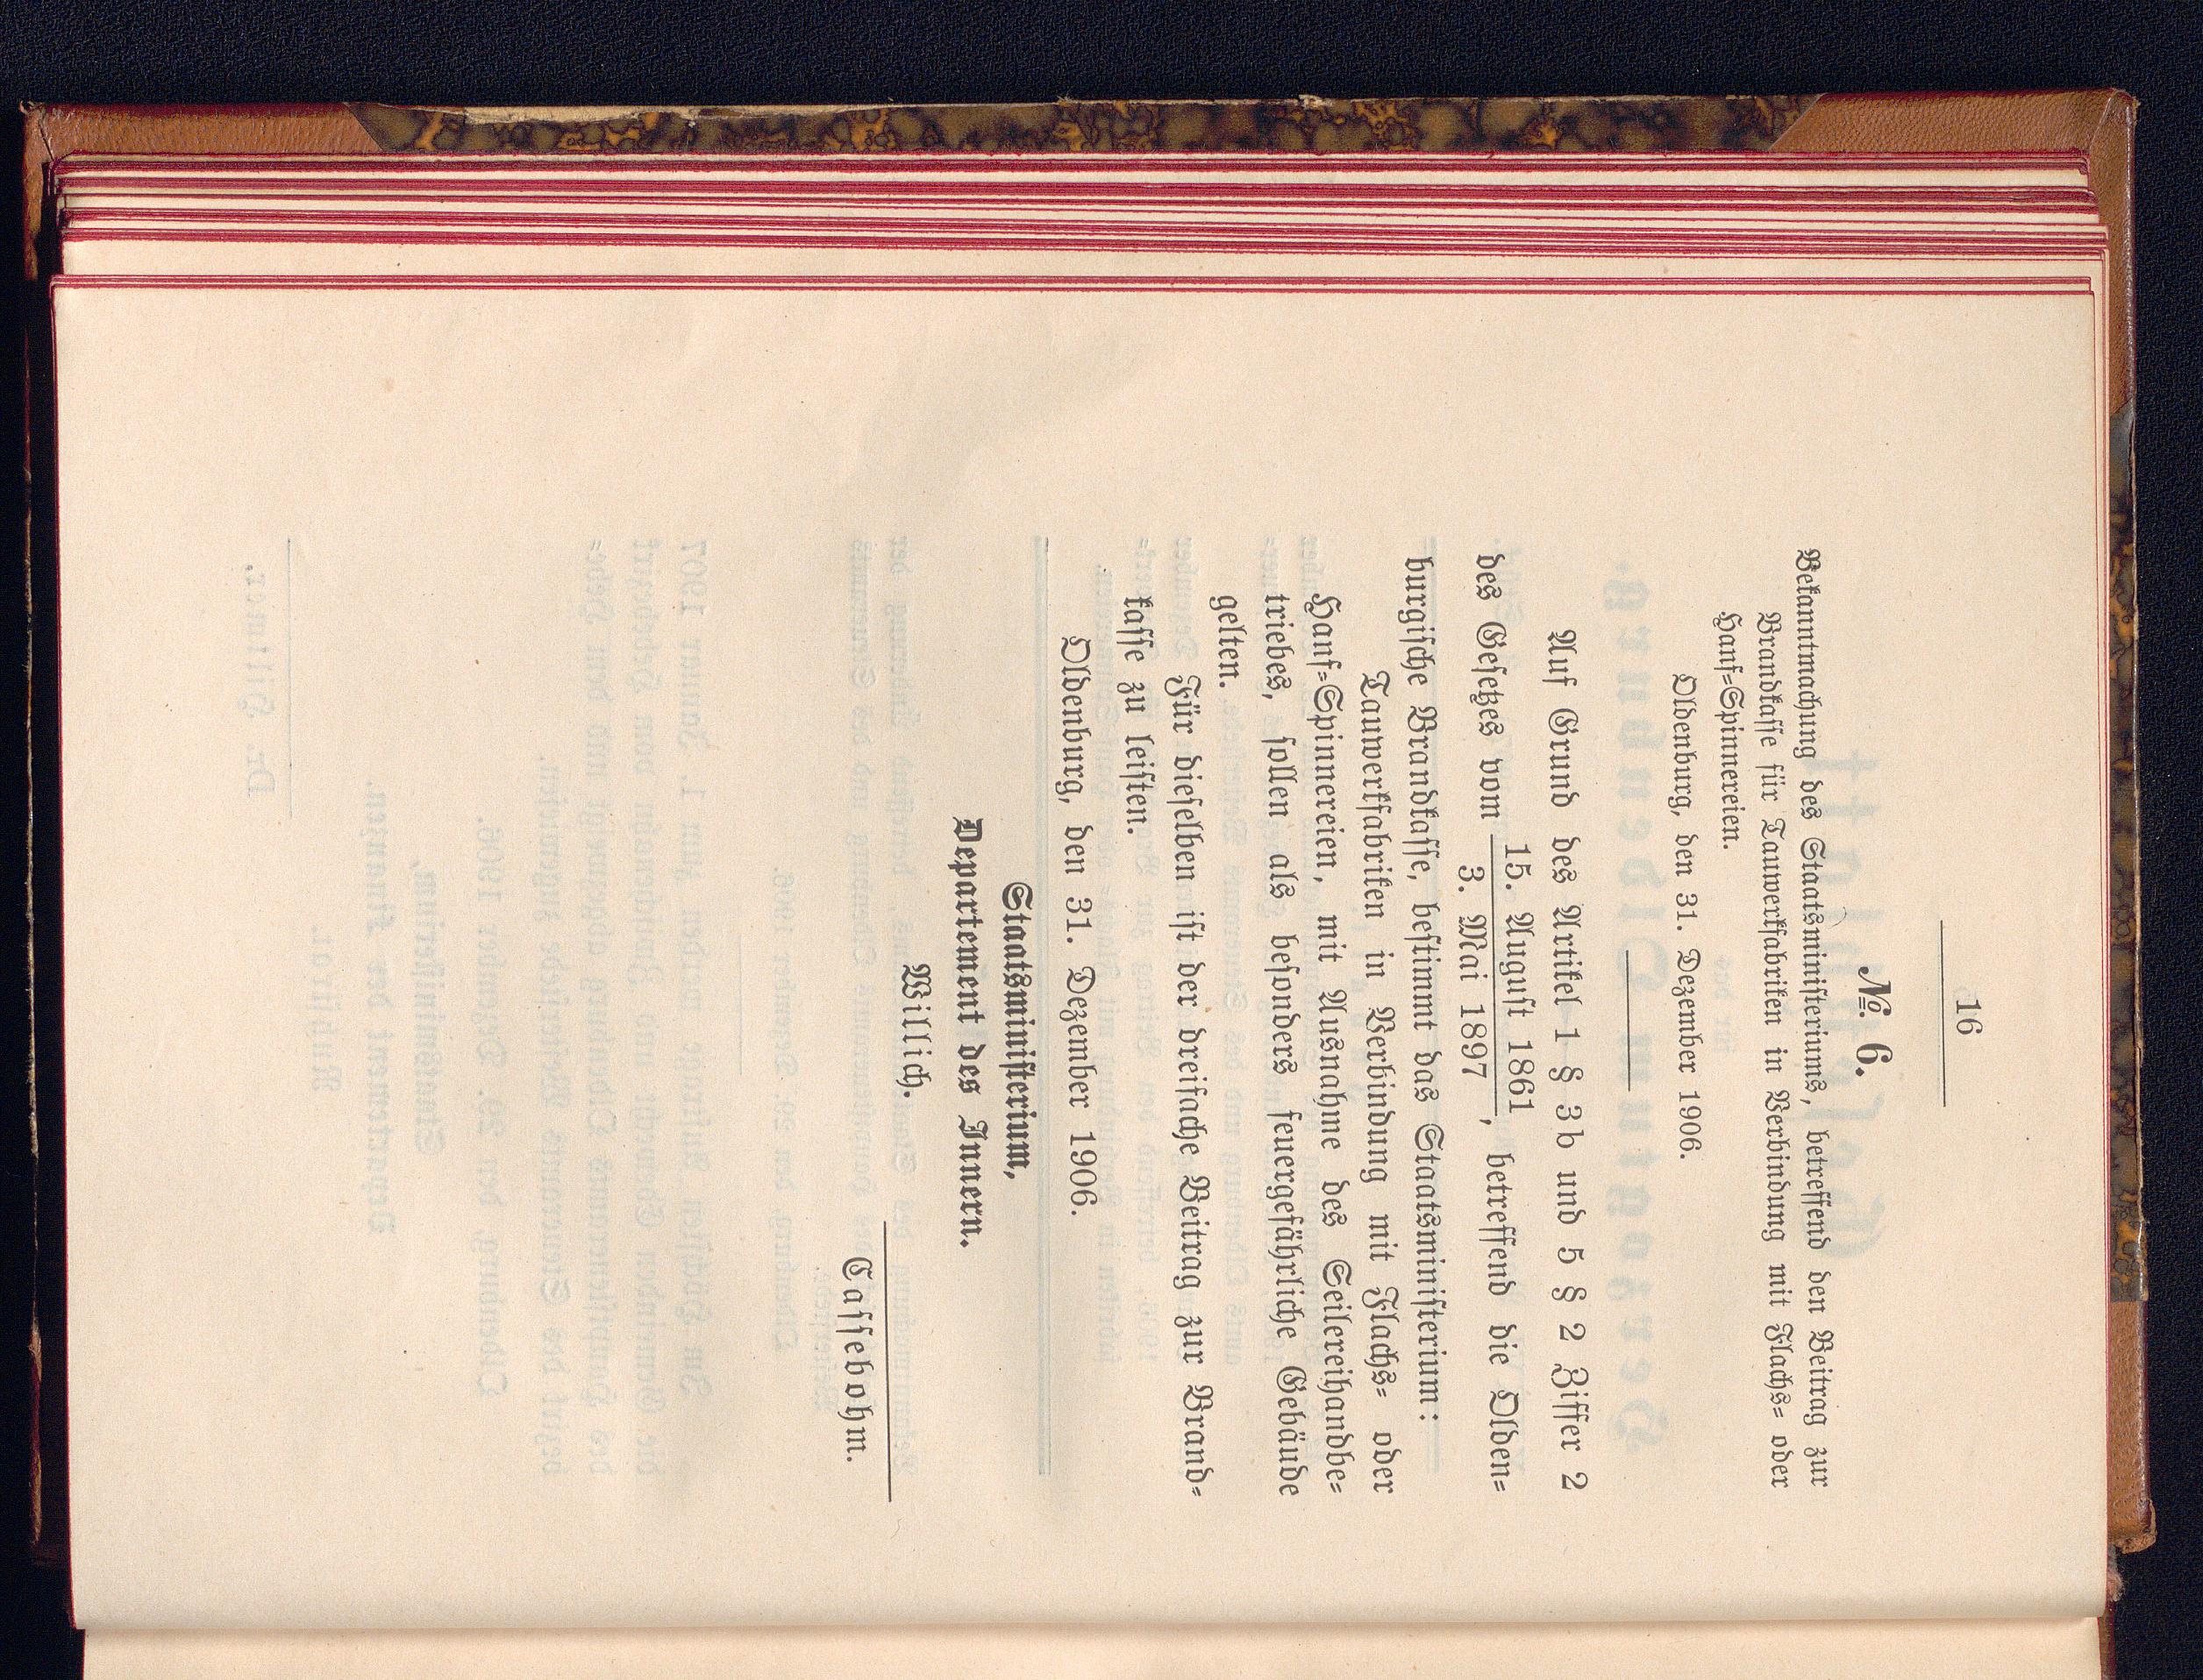 16
№ 6.
Bekanntmachung des Staatsministeriums, betreffend den Beitrag zur
Brandkasse für Tauwerkfabriken in Verbindung mit Flachs= oder
Hanf=Spinnereien.
Oldenburg, den 31. Dezember 1906.
Auf Grund des Artikel 1 § 3b und 5 § 2 Ziffer 2
des Gesetzes vom 15. August 1861 / 3. Mai 1897, betreffend die Olden=
burgische Brandkasse, bestimmt das Staatsministerium:
Tauwerkfabriken in Verbindung mit Flachs= oder
Hanf=Spinnereien, mit Ausnahme des Seilereihandbe=
triebes, sollen als besonders feuergefährliche Gebäude
gelten.
Für dieselben ist der dreifache Beitrag zur Brand=
kasse zu leisten.
Oldenburg, den 31. Dezember 1906.
Staatsministerium,
Departement des Innern.
Willich.
Cassebohm.